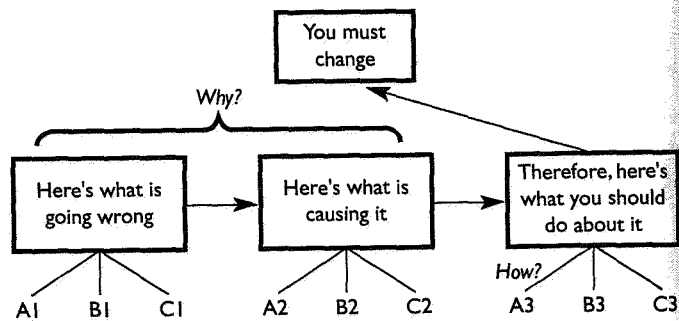 You must
change
Why?
Here's what is
going wrong
Here's what is
causing it
Therefore, here's
what you should
do about it
How?
A1 B1 C1 A2 B2 C2 A3 B3 C3